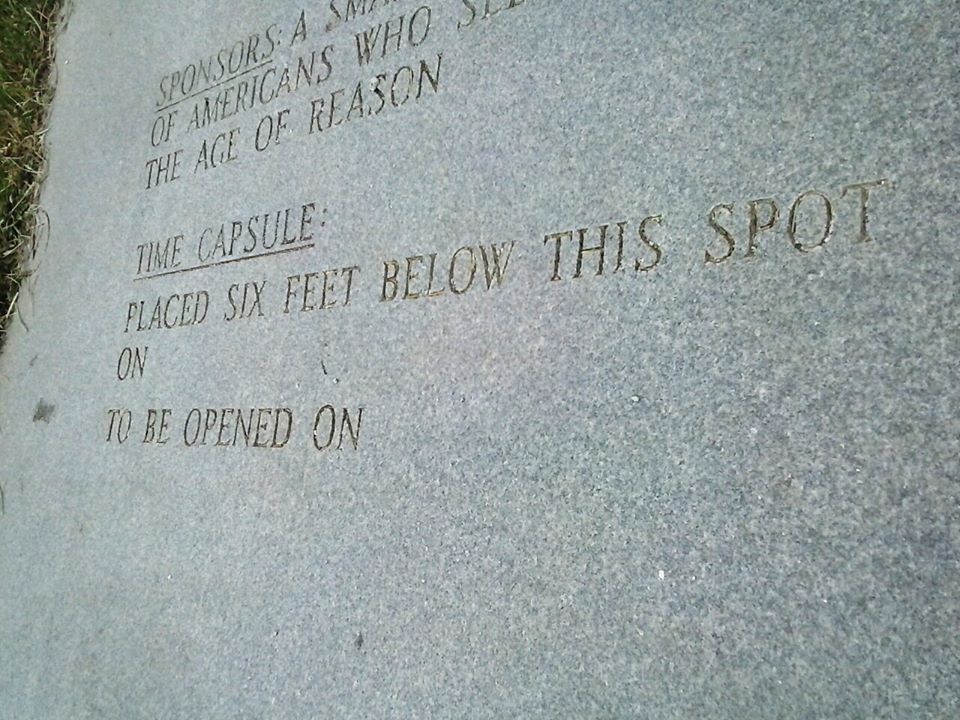 SPONSORS: A
OF AMERICANS WHO
THE AGE OF REASON
TIME CAPSULE:
PLACED SIX FEET BELOW THIS SPOT
ON
TO BE OPENED ON